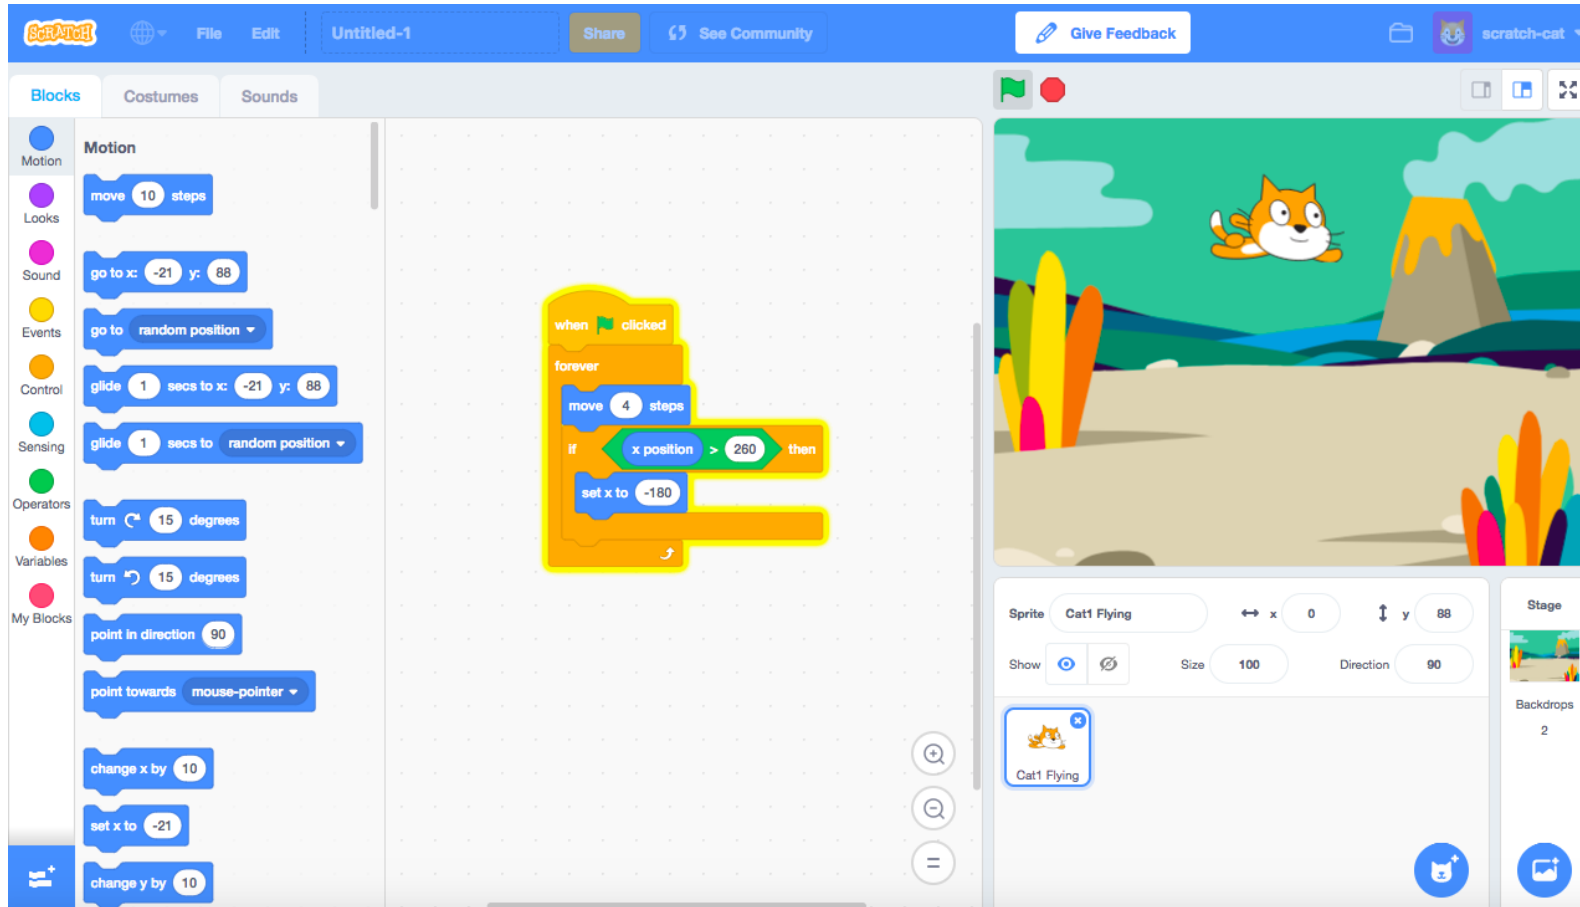 SCRATCH
File
Edit
Untitled-1
Share
See Community
Give Feedback
scratch-cat
Blocks
Costumes
Sounds
Motion
Looks
Sound
Events
Control
Sensing
Operators
Variables
My Blocks
Motion
move 10 steps
go to x: -21 y: 88
go to random position
glide 1 secs to x: -21 y: 88
glide 1 secs to random position
turn 15 degrees
turn 15 degrees
point in direction 90
point towards mouse-pointer
change x by 10
set x to -21
change y by 10
when clicked
forever
move 4 steps
if x position > 260 then
set x to -180
Sprite Cat1 Flying x 0 y 88
Show Size 100 Direction 90
Cat1 Flying
Stage
Backdrops
2